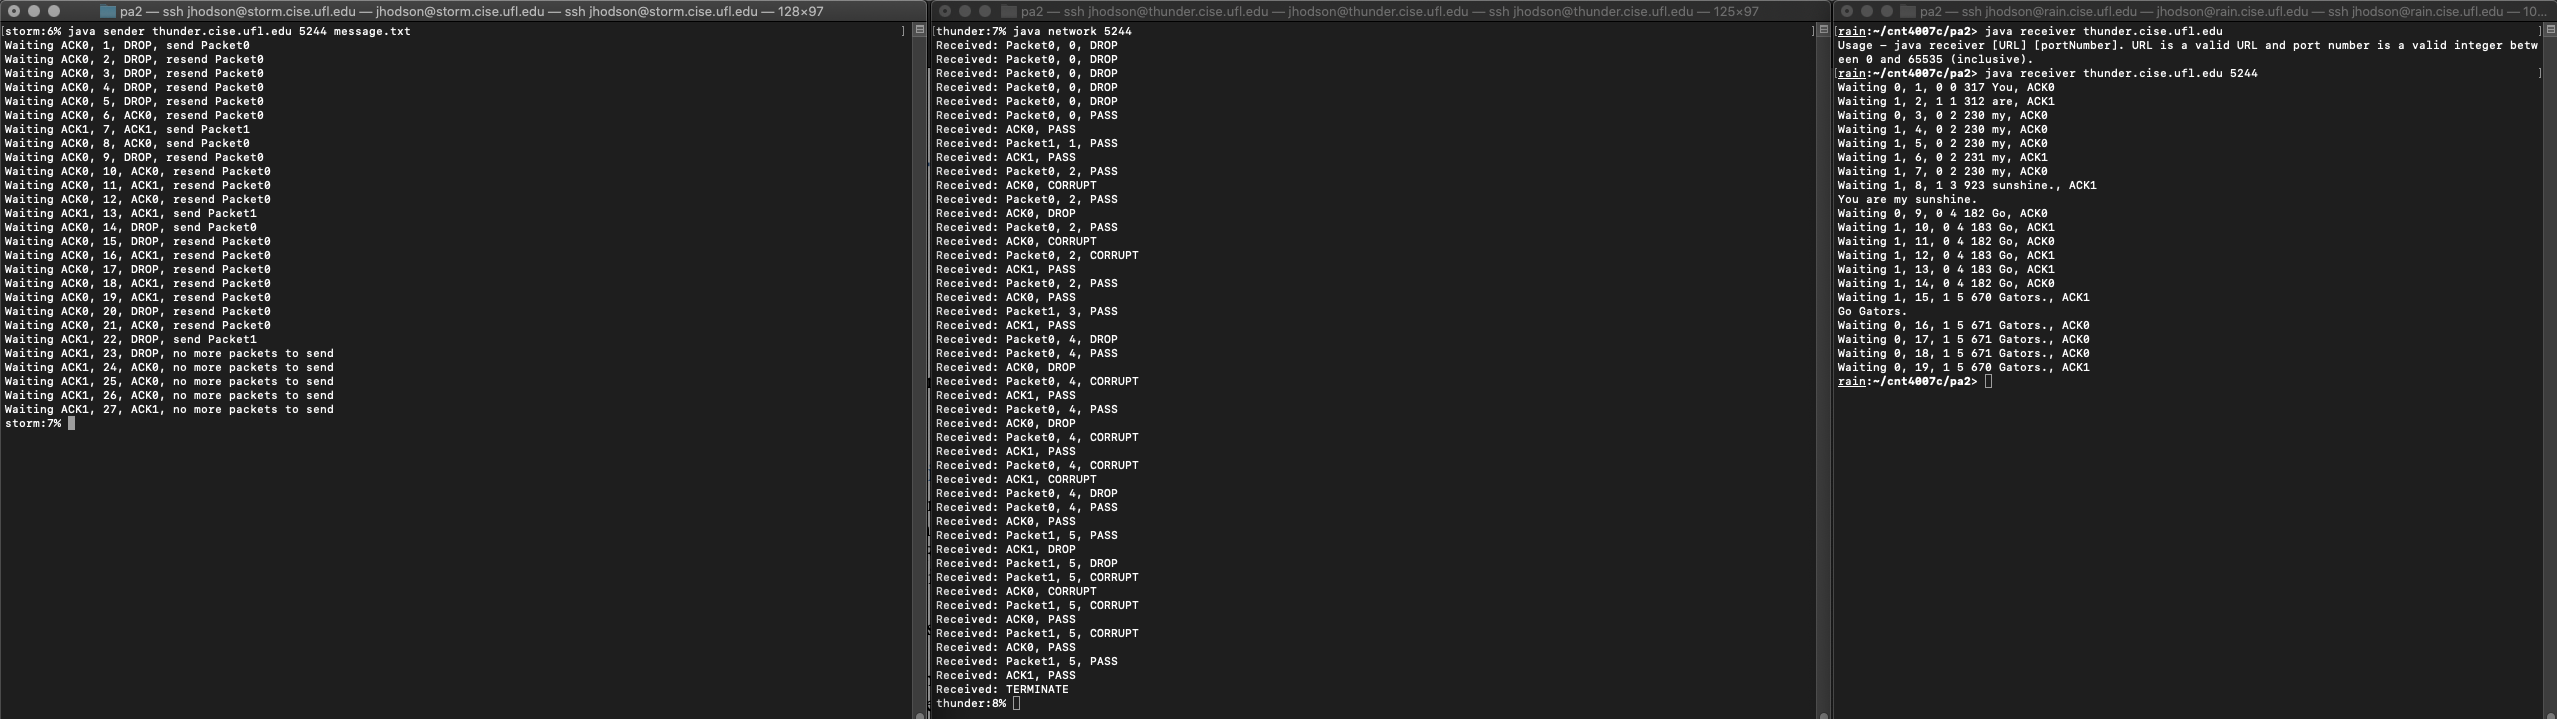 pa2 — ssh jhodson@storm.cise.ufl.edu — jhodson@storm.cise.ufl.edu — ssh jhodson@storm.cise.ufl.edu — 128×97
[storm:6% java sender thunder.cise.ufl.edu 5244 message.txt ]
Waiting ACK0, 1, DROP, send Packet0
Waiting ACK0, 2, DROP, resend Packet0
Waiting ACK0, 3, DROP, resend Packet0
Waiting ACK0, 4, DROP, resend Packet0
Waiting ACK0, 5, DROP, resend Packet0
Waiting ACK0, 6, ACK0, resend Packet0
Waiting ACK1, 7, ACK1, send Packet1
Waiting ACK0, 8, ACK0, send Packet0
Waiting ACK0, 9, DROP, resend Packet0
Waiting ACK0, 10, ACK0, resend Packet0
Waiting ACK0, 11, ACK1, resend Packet0
Waiting ACK0, 12, ACK0, resend Packet0
Waiting ACK1, 13, ACK1, send Packet1
Waiting ACK0, 14, DROP, send Packet0
Waiting ACK0, 15, DROP, resend Packet0
Waiting ACK0, 16, ACK1, resend Packet0
Waiting ACK0, 17, DROP, resend Packet0
Waiting ACK0, 18, ACK1, resend Packet0
Waiting ACK0, 19, ACK1, resend Packet0
Waiting ACK0, 20, DROP, resend Packet0
Waiting ACK0, 21, ACK0, resend Packet0
Waiting ACK1, 22, DROP, send Packet1
Waiting ACK1, 23, DROP, no more packets to send
Waiting ACK1, 24, ACK0, no more packets to send
Waiting ACK1, 25, ACK0, no more packets to send
Waiting ACK1, 26, ACK0, no more packets to send
Waiting ACK1, 27, ACK1, no more packets to send
storm:7%
pa2 — ssh jhodson@thunder.cise.ufl.edu — jhodson@thunder.cise.ufl.edu — ssh jhodson@thunder.cise.ufl.edu — 125×97
[thunder:7% java network 5244 ]
Received: Packet0, 0, DROP
Received: Packet0, 0, DROP
Received: Packet0, 0, DROP
Received: Packet0, 0, DROP
Received: Packet0, 0, DROP
Received: Packet0, 0, PASS
Received: ACK0, PASS
Received: Packet1, 1, PASS
Received: ACK1, PASS
Received: Packet0, 2, PASS
Received: ACK0, CORRUPT
Received: Packet0, 2, PASS
Received: ACK0, DROP
Received: Packet0, 2, PASS
Received: ACK0, CORRUPT
Received: Packet0, 2, CORRUPT
Received: ACK1, PASS
Received: Packet0, 2, PASS
Received: ACK0, PASS
Received: Packet1, 3, PASS
Received: ACK1, PASS
Received: Packet0, 4, DROP
Received: Packet0, 4, PASS
Received: ACK0, DROP
Received: Packet0, 4, CORRUPT
Received: ACK1, PASS
Received: Packet0, 4, PASS
Received: ACK0, DROP
Received: Packet0, 4, CORRUPT
Received: ACK1, PASS
Received: Packet0, 4, CORRUPT
Received: ACK1, CORRUPT
Received: Packet0, 4, DROP
Received: Packet0, 4, PASS
Received: ACK0, PASS
Received: Packet1, 5, PASS
Received: ACK1, DROP
Received: Packet1, 5, DROP
Received: Packet1, 5, CORRUPT
Received: ACK0, CORRUPT
Received: Packet1, 5, CORRUPT
Received: ACK0, PASS
Received: Packet1, 5, CORRUPT
Received: ACK0, PASS
Received: Packet1, 5, PASS
Received: ACK1, PASS
Received: TERMINATE
thunder:8%
pa2 — ssh jhodson@rain.cise.ufl.edu — jhodson@rain.cise.ufl.edu — ssh jhodson@rain.cise.ufl.edu — 10...
[rain:~/cnt4007c/pa2> java receiver thunder.cise.ufl.edu ]
Usage – java receiver [URL] [portNumber]. URL is a valid URL and port number is a valid integer betw
een 0 and 65535 (inclusive).
[rain:~/cnt4007c/pa2> java receiver thunder.cise.ufl.edu 5244 ]
Waiting 0, 1, 0 0 317 You, ACK0
Waiting 1, 2, 1 1 312 are, ACK1
Waiting 0, 3, 0 2 230 my, ACK0
Waiting 1, 4, 0 2 230 my, ACK0
Waiting 1, 5, 0 2 230 my, ACK0
Waiting 1, 6, 0 2 231 my, ACK1
Waiting 1, 7, 0 2 230 my, ACK0
Waiting 1, 8, 1 3 923 sunshine., ACK1
You are my sunshine.
Waiting 0, 9, 0 4 182 Go, ACK0
Waiting 1, 10, 0 4 183 Go, ACK1
Waiting 1, 11, 0 4 182 Go, ACK0
Waiting 1, 12, 0 4 183 Go, ACK1
Waiting 1, 13, 0 4 183 Go, ACK1
Waiting 1, 14, 0 4 182 Go, ACK0
Waiting 1, 15, 1 5 670 Gators., ACK1
Go Gators.
Waiting 0, 16, 1 5 671 Gators., ACK0
Waiting 0, 17, 1 5 671 Gators., ACK0
Waiting 0, 18, 1 5 671 Gators., ACK0
Waiting 0, 19, 1 5 670 Gators., ACK1
rain:~/cnt4007c/pa2>